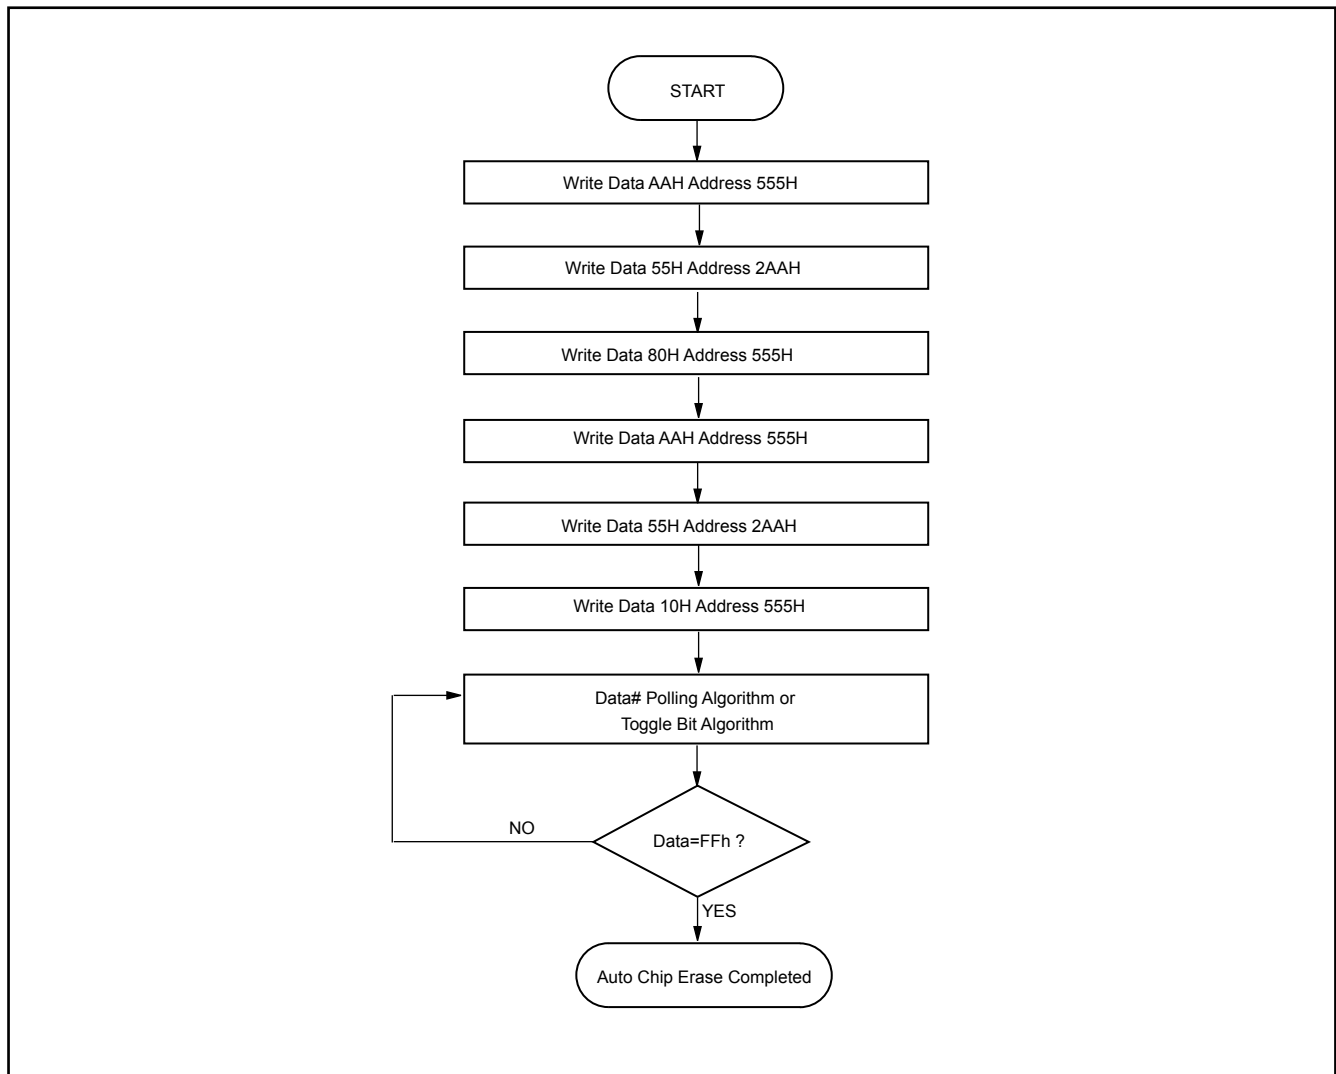 START
Write Data AAH Address 555H
Write Data 55H Address 2AAH
Write Data 80H Address 555H
Write Data AAH Address 555H
Write Data 55H Address 2AAH
Write Data 10H Address 555H
Data# Polling Algorithm or
Toggle Bit Algorithm
NO
Data=FFh ?
YES
Auto Chip Erase Completed